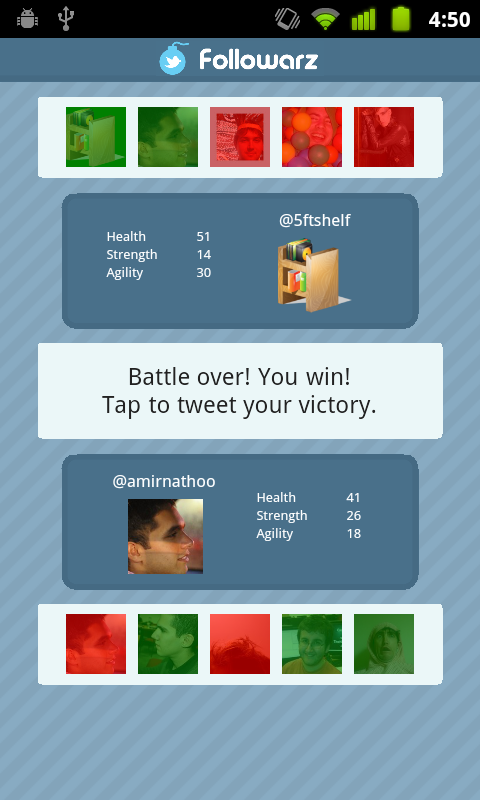 4:50
Followarz
@5ftshelf
Health 51
Strength 14
Agility 30
Battle over! You win!
Tap to tweet your victory.
@amirnathoo
Health 41
Strength 26
Agility 18